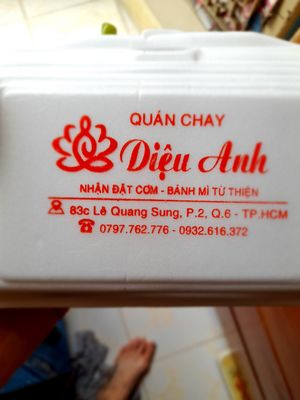 QUÁN CHAY
Diệu Anh
NHẬN ĐẶT CƠM - BÁNH MÌ TỪ THIỆN
83c Lê Quang Sung, P.2, Q.6 - TP.HCM
0797.762.776 - 0932.616.372